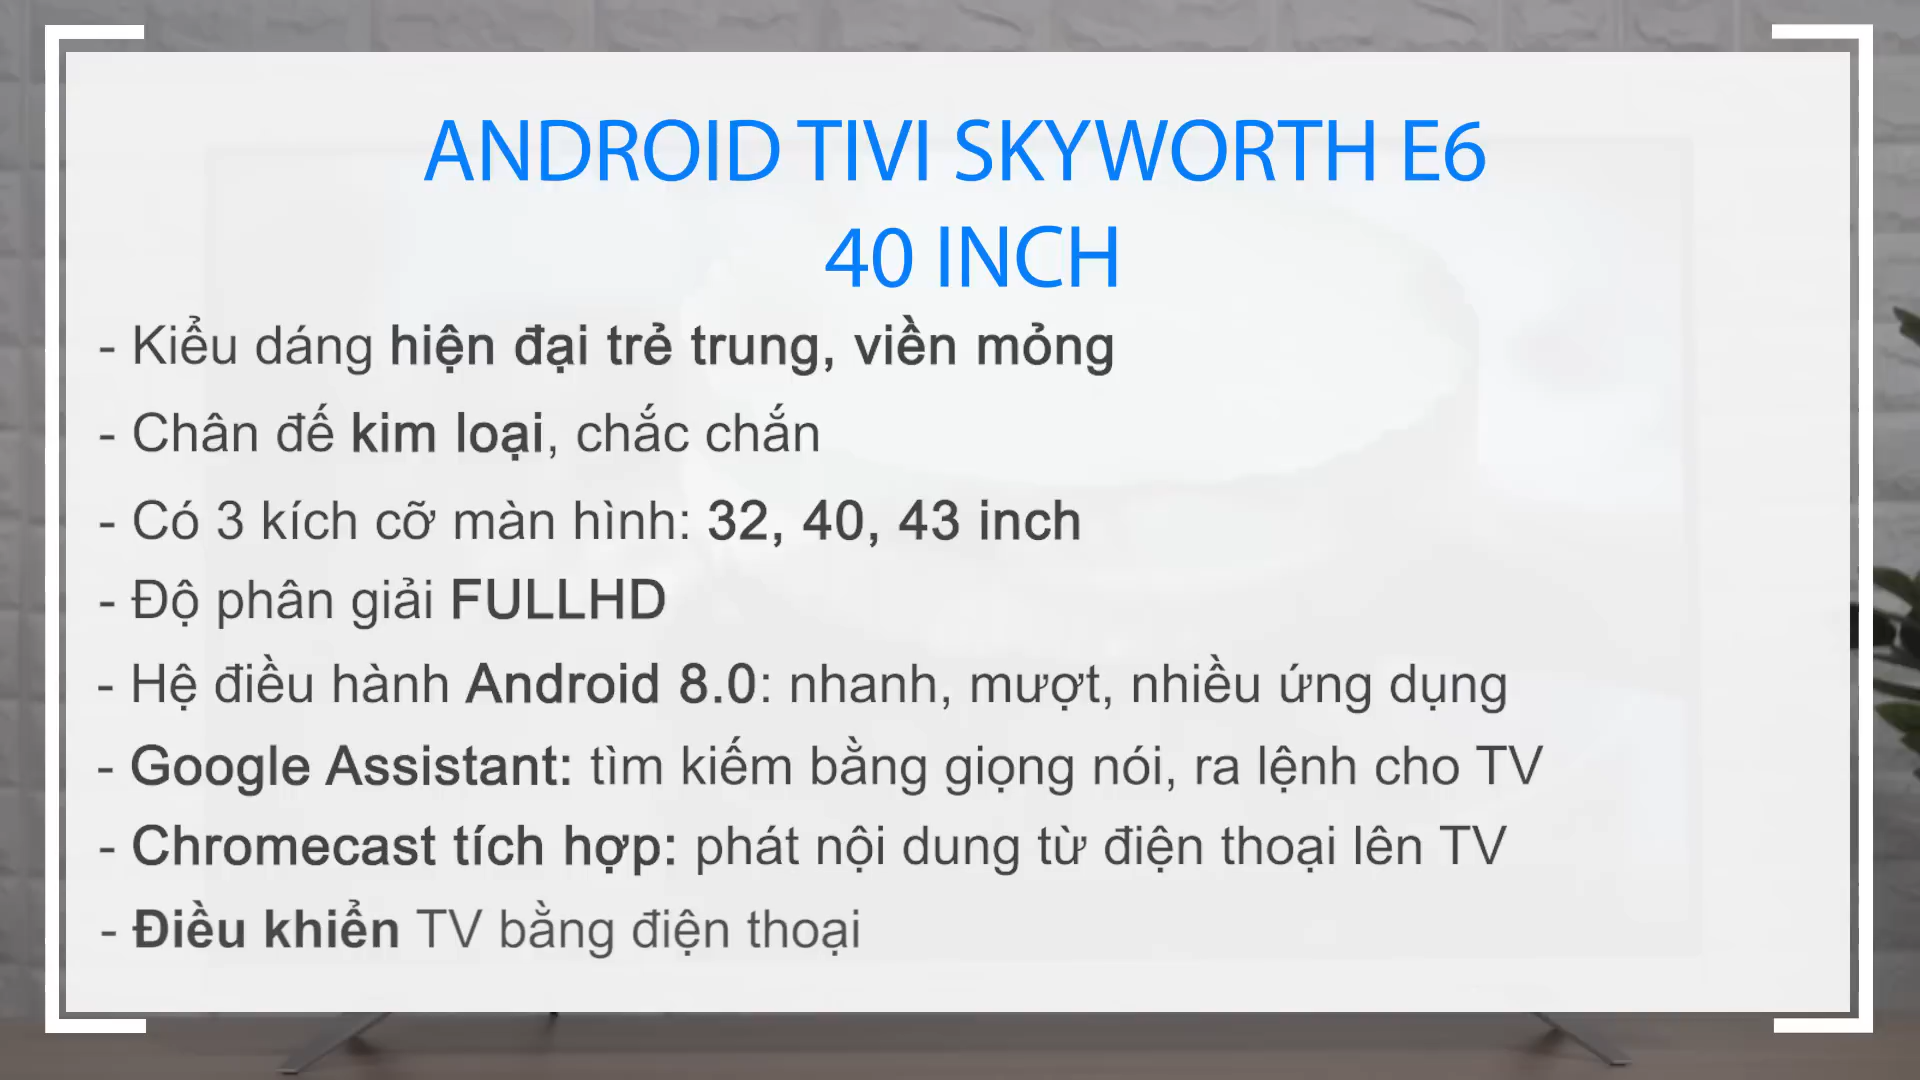 ANDROID TIVI SKYWORTH E6
40 INCH
- Kiểu dáng hiện đại trẻ trung, viền mỏng
- Chân đế kim loại, chắc chắn
- Có 3 kích cỡ màn hình: 32, 40, 43 inch
- Độ phân giải FULLHD
- Hệ điều hành Android 8.0: nhanh, mượt, nhiều ứng dụng
- Google Assistant: tìm kiếm bằng giọng nói, ra lệnh cho TV
- Chromecast tích hợp: phát nội dung từ điện thoại lên TV
- Điều khiển TV bằng điện thoại